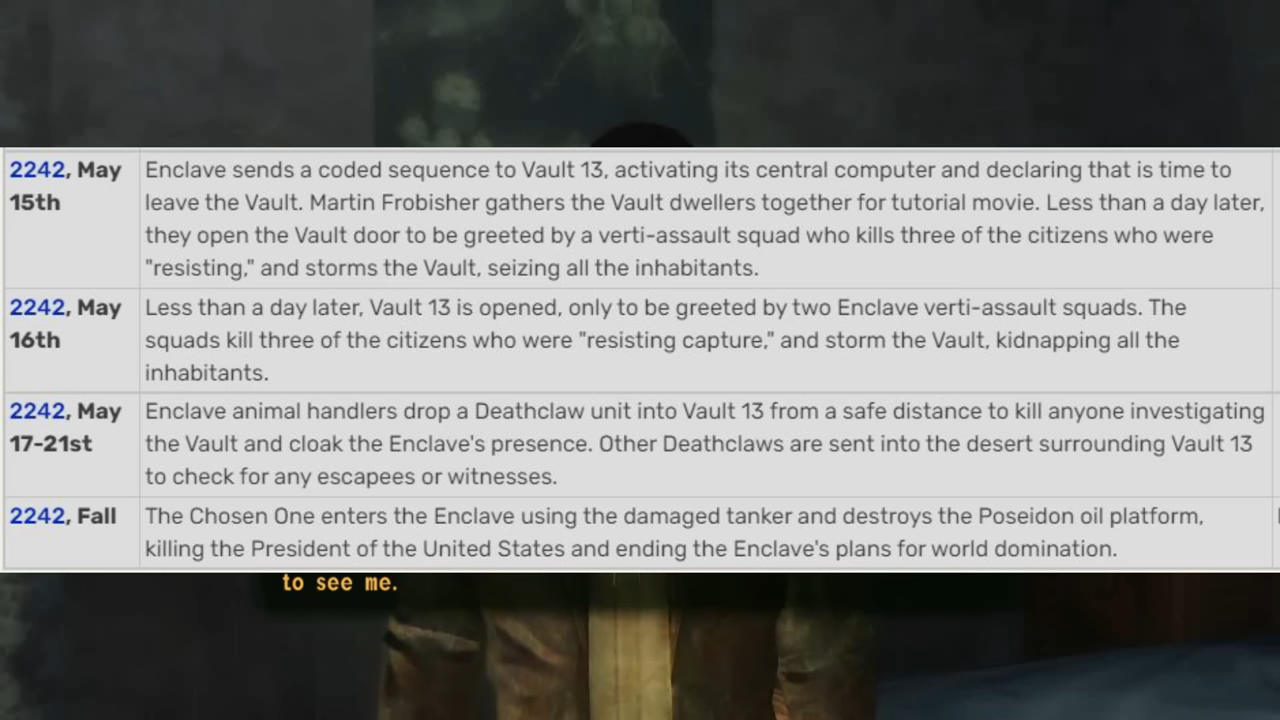 2242, May 15th
Enclave sends a coded sequence to Vault 13, activating its central computer and declaring that is time to
leave the Vault. Martin Frobisher gathers the Vault dwellers together for tutorial movie. Less than a day later,
they open the Vault door to be greeted by a verti-assault squad who kills three of the citizens who were
"resisting," and storms the Vault, seizing all the inhabitants.
2242, May 16th
Less than a day later, Vault 13 is opened, only to be greeted by two Enclave verti-assault squads. The
squads kill three of the citizens who were "resisting capture," and storm the Vault, kidnapping all the
inhabitants.
2242, May 17-21st
Enclave animal handlers drop a Deathclaw unit into Vault 13 from a safe distance to kill anyone investigating
the Vault and cloak the Enclave's presence. Other Deathclaws are sent into the desert surrounding Vault 13
to check for any escapees or witnesses.
2242, Fall
The Chosen One enters the Enclave using the damaged tanker and destroys the Poseidon oil platform,
killing the President of the United States and ending the Enclave's plans for world domination.
to see me.